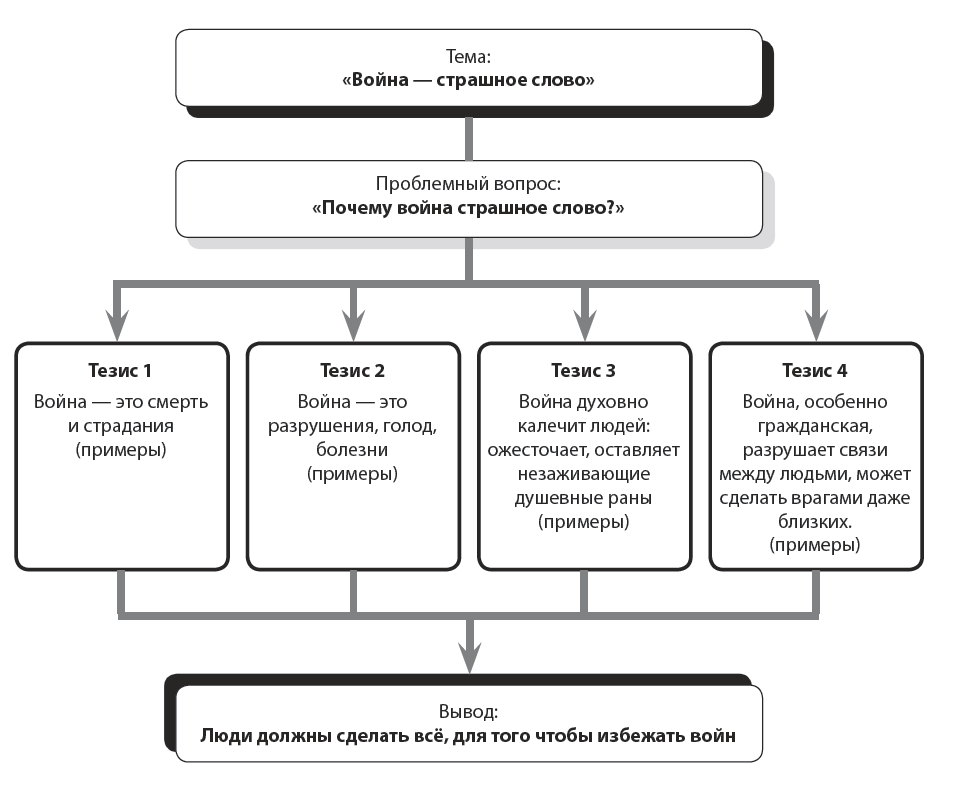 Тема:
«Война — страшное слово»
Проблемный вопрос:
«Почему война страшное слово?»
Тезис 1
Война — это смерть
и страдания
(примеры)
Тезис 2
Война — это
разрушения, голод,
болезни
(примеры)
Тезис 3
Война духовно
калечит людей:
ожесточает, оставляет
незаживающие
душевные раны
(примеры)
Тезис 4
Война, особенно
гражданская,
разрушает связи
между людьми, может
сделать врагами даже
близких.
(примеры)
Вывод:
Люди должны сделать всё, для того чтобы избежать войн